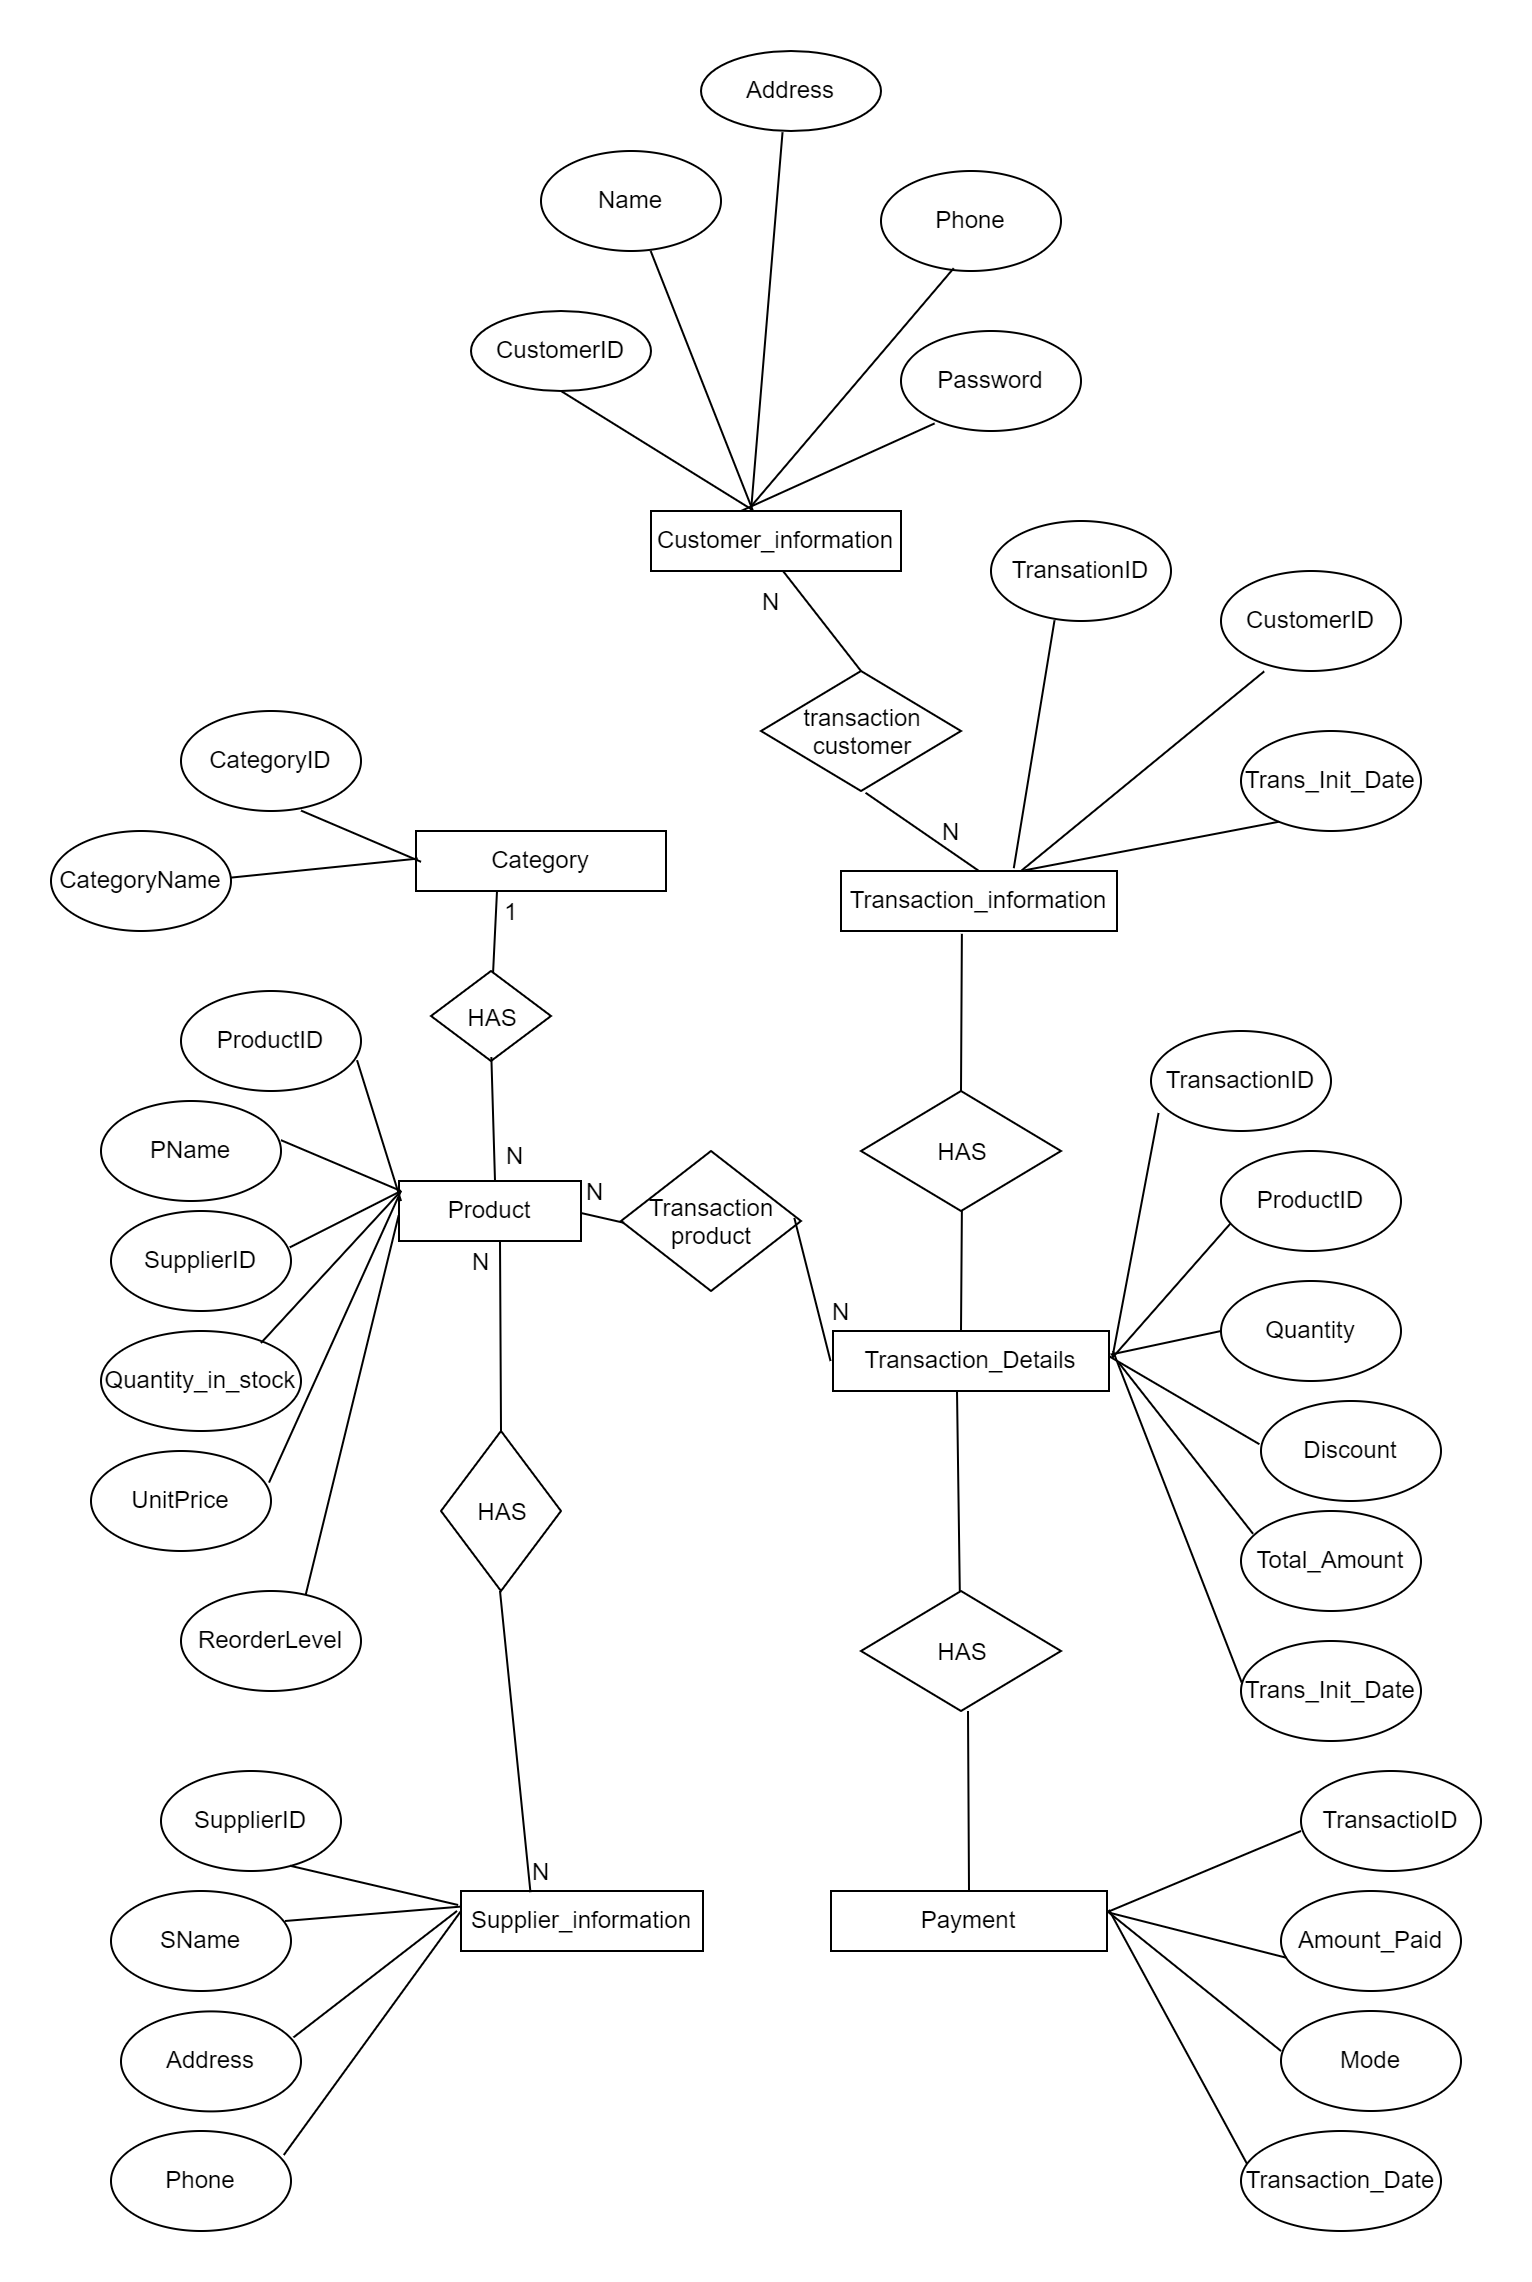 Address
Name
Phone
CustomerID
Password
Customer_information
N
TransationID
CustomerID
transaction
customer
Trans_Init_Date
N
CategoryID
CategoryName
Category
1
Transaction_information
HAS
ProductID
N
PName
Product
N
Transaction
product
HAS
TransactionID
ProductID
SupplierID
N
N
Quantity
Quantity_in_stock
Transaction_Details
Discount
UnitPrice
HAS
Total_Amount
ReorderLevel
HAS
Trans_Init_Date
SupplierID
N
TransactioID
SName
Supplier_information
Payment
Amount_Paid
Address
Mode
Phone
Transaction_Date